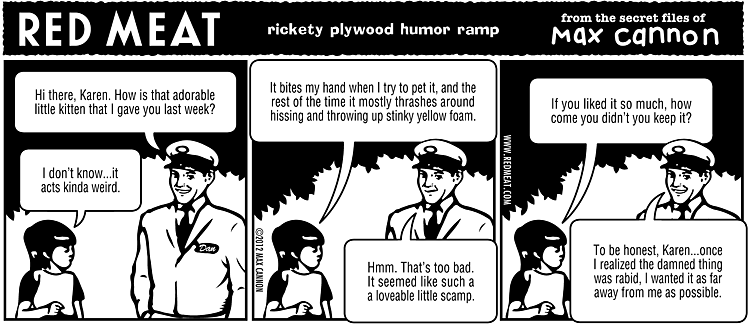 RED MEAT
rickety plywood humor ramp
from the secret files of
Max cannon
Hi there, Karen. How is that adorable
little kitten that I gave you last week?
I don't know...it
acts kinda weird.
Dan
©2012 MAX CANNON
It bites my hand when I try to pet it, and the
rest of the time it mostly thrashes around
hissing and throwing up stinky yellow foam.
Hmm. That's too bad.
It seemed like such a
a loveable little scamp.
WWW.REDMEAT.COM
If you liked it so much, how
come you didn't you keep it?
To be honest, Karen...once
I realized the damned thing
was rabid, I wanted it as far
away from me as possible.